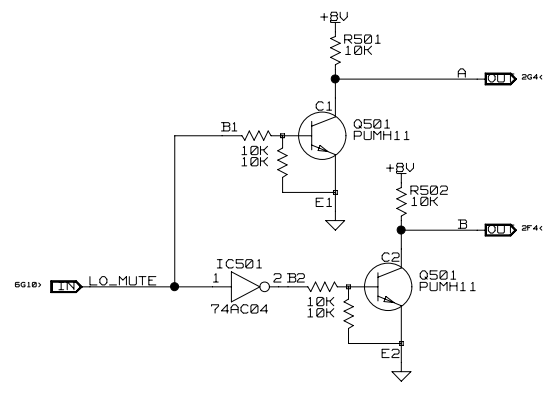 +8V
R501
10K
A
OUT
2G4<
C1
Q501
PUMH11
B1
10K
10K
E1
+8V
R502
10K
B
OUT
2F4<
C2
Q501
PUMH11
IC501
6G10>
IN
LO_MUTE
1
2
B2
74AC04
10K
10K
E2